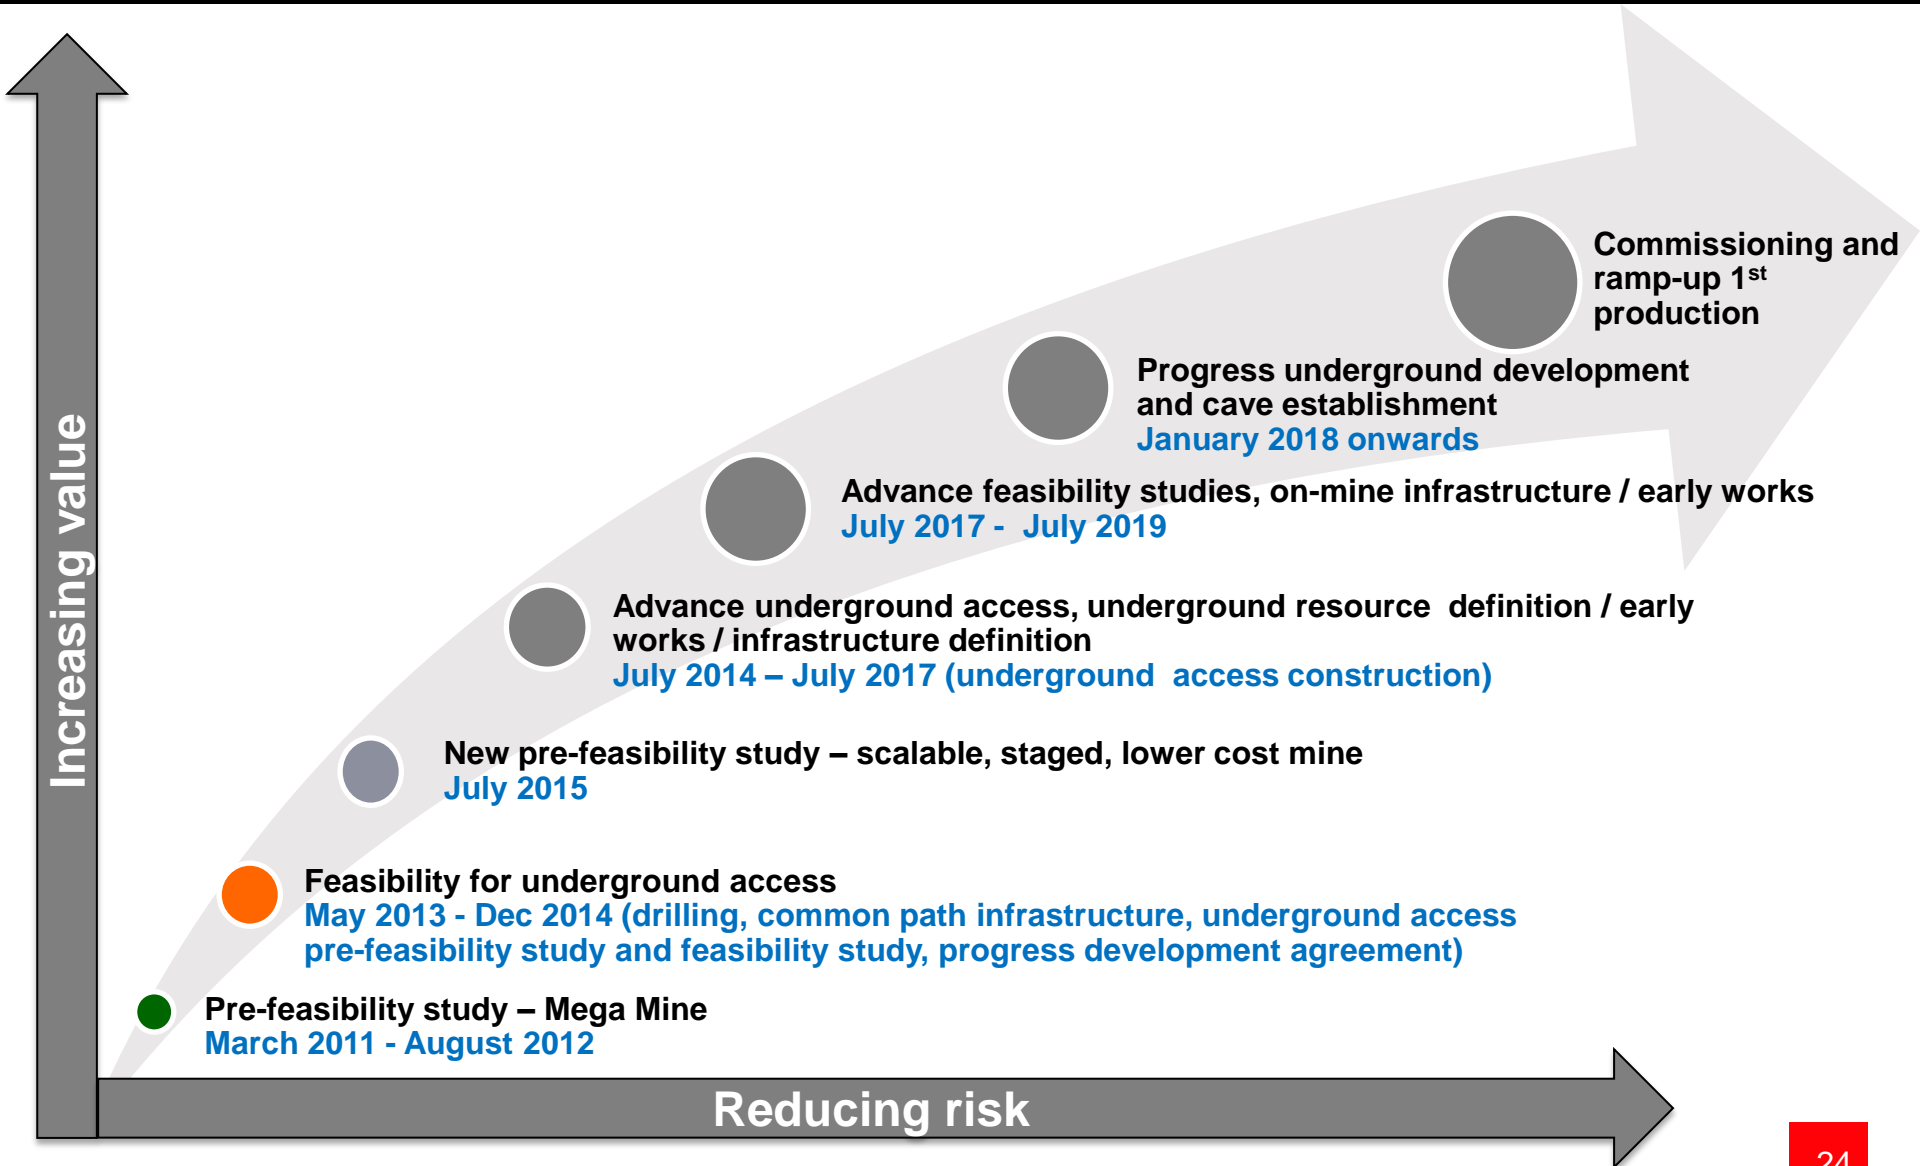 Increasing value
Commissioning and
ramp-up 1st
production
Progress underground development
and cave establishment
January 2018 onwards
Advance feasibility studies, on-mine infrastructure / early works
July 2017 -  July 2019
Advance underground access, underground resource  definition / early
works / infrastructure definition
July 2014 – July 2017 (underground  access construction)
New pre-feasibility study – scalable, staged, lower cost mine
July 2015
Feasibility for underground access
May 2013 - Dec 2014 (drilling, common path infrastructure, underground access
pre-feasibility study and feasibility study, progress development agreement)
Pre-feasibility study – Mega Mine
March 2011 - August 2012
Reducing risk
24